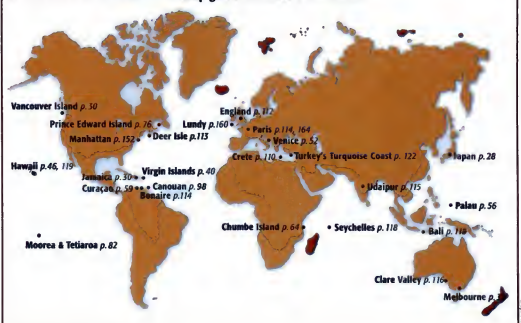 Vancouver Island p. 30
England p. 112
Prince Edward Island p. 76
Lundy p.160
Paris p.114, 164
Manhattan p. 152
Deer Isle p.113
Venice p. 52
Crete p. 110
Turkey's Turquoise Coast p. 122
Japan p. 28
Hawaii p.46, 119
Jamaica p. 30
Virgin Islands p. 40
Udaipur p. 115
Curaçao p. 59
Canouan p. 98
Bonaire p.114
Palau p. 56
Chumbe Island p. 64
Seychelles p. 118
Bali p.
Moorea & Tetiaroa p. 82
Clare Valley p. 116
Melbourne p.